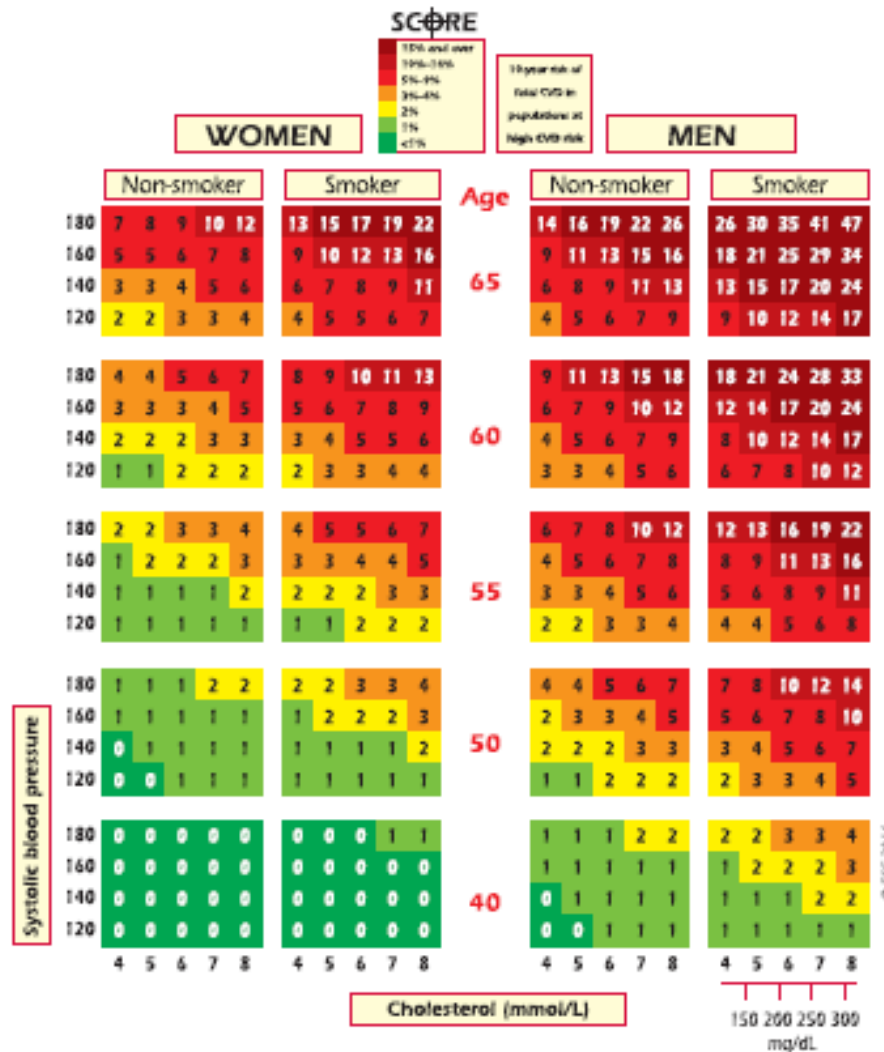 SCORE
15% and over
10%-14%
5%-9%
3%-4%
2%
1%
<1%
10-year risk of
fatal CVD in
populations at
high CVD risk
WOMEN
MEN
Non-smoker
Smoker
Age
Non-smoker
Smoker
180 7 8 9 10 12 13 15 17 19 22 14 16 19 22 26 26 30 35 41 47
160 5 5 6 7 8 9 10 12 13 16 9 11 13 15 16 18 21 25 29 34
140 3 3 4 5 6 6 7 8 9 11 65 6 8 9 11 13 13 15 17 20 24
120 2 2 3 3 4 4 5 5 6 7 4 5 6 7 9 9 10 12 14 17
180 4 4 5 6 7 8 9 10 11 13 9 11 13 15 18 18 21 24 28 33
160 3 3 3 4 5 5 6 7 8 9 6 7 9 10 12 12 14 17 20 24
140 2 2 2 3 3 3 4 5 5 6 60 4 5 6 7 9 8 10 12 14 17
120 1 1 2 2 2 2 3 3 4 4 3 3 4 5 6 6 7 8 10 12
180 2 2 3 3 4 4 5 5 6 7 6 7 8 10 12 12 13 16 19 22
160 1 2 2 2 3 3 3 4 4 5 4 5 6 7 8 8 9 11 13 16
140 1 1 1 1 2 2 2 2 3 3 55 3 3 4 5 6 5 6 8 9 11
120 1 1 1 1 1 1 1 2 2 2 2 2 3 3 4 4 4 5 6 8
180 1 1 1 2 2 2 2 3 3 4 4 4 5 6 7 7 8 10 12 14
160 1 1 1 1 1 1 2 2 2 3 2 3 3 4 5 5 6 7 8 10
140 0 1 1 1 1 1 1 1 1 2 50 2 2 2 3 3 3 4 5 6 7
120 0 0 1 1 1 1 1 1 1 1 1 1 2 2 2 2 3 3 4 5
180 0 0 0 0 0 0 0 0 1 1 1 1 1 2 2 2 2 3 3 4
160 0 0 0 0 0 0 0 0 0 0 1 1 1 1 1 1 2 2 2 3
140 0 0 0 0 0 0 0 0 0 0 40 0 1 1 1 1 1 1 1 2 2
120 0 0 0 0 0 0 0 0 0 0 0 0 1 1 1 1 1 1 1 1
4 5 6 7 8 4 5 6 7 8 4 5 6 7 8 4 5 6 7 8
Systolic blood pressure
Cholesterol (mmol/L)
150 200 250 300
mg/dL